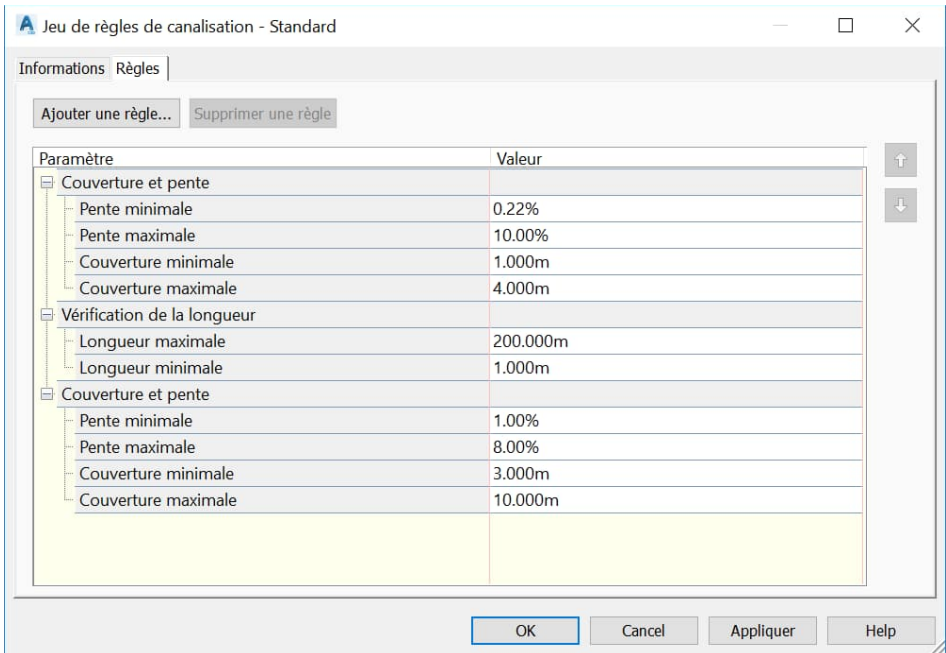 Jeu de règles de canalisation - Standard
Informations Règles
Ajouter une règle... Supprimer une règle
Paramètre Valeur
Couverture et pente
Pente minimale 0.22%
Pente maximale 10.00%
Couverture minimale 1.000m
Couverture maximale 4.000m
Vérification de la longueur
Longueur maximale 200.000m
Longueur minimale 1.000m
Couverture et pente
Pente minimale 1.00%
Pente maximale 8.00%
Couverture minimale 3.000m
Couverture maximale 10.000m
OK Cancel Appliquer Help